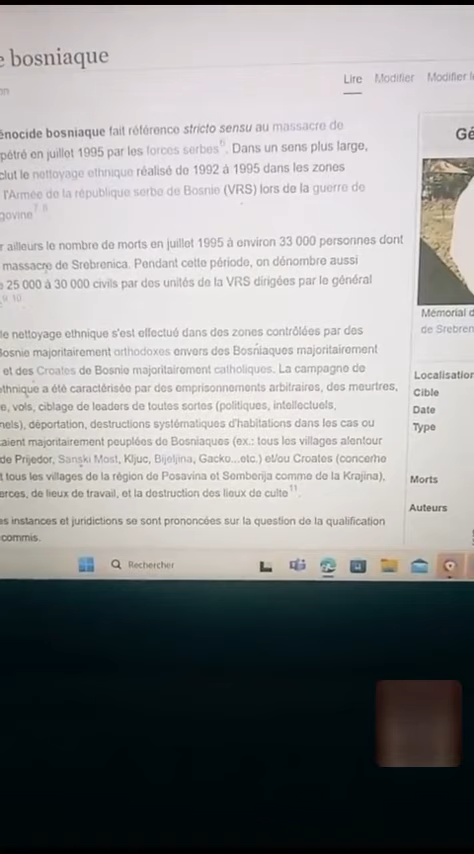 e bosniaque
Lire Modifier Modifier le
énocide bosniaque fait référence stricto sensu au massacre de
pétré en juillet 1995 par les forces serbes6. Dans un sens plus large,
clut le nettoyage ethnique réalisé de 1992 à 1995 dans les zones
l'Armée de la république serbe de Bosnie (VRS) lors de la guerre de
govine7 8
r ailleurs le nombre de morts en juillet 1995 à environ 33 000 personnes dont
massacre de Srebrenica. Pendant cette période, on dénombre aussi
e 25 000 à 30 000 civils par des unités de la VRS dirigées par le général
9 10
le nettoyage ethnique s'est effectué dans des zones contrôlées par des
Bosnie majoritairement orthodoxes envers des Bosniaques majoritairement
et des Croates de Bosnie majoritairement catholiques. La campagne de
ethnique a été caractérisée par des emprisonnements arbitraires, des meurtres,
e, vols, ciblage de leaders de toutes sortes (politiques, intellectuels,
nels), déportation, destructions systématiques d'habitations dans les cas ou
taient majoritairement peuplées de Bosniaques (ex.: tous les villages alentour
de Prijedor, Sanski Most, Kljuc, Bijeljina, Gacko...etc.) et/ou Croates (concerne
t tous les villages de la région de Posavina et Semberija comme de la Krajina),
erces, de lieux de travail, et la destruction des lieux de culte11.
es instances et juridictions se sont prononcées sur la question de la qualification
commis.
Gé
Mémorial d
de Srebren
Localisation
Cible
Date
Type
Morts
Auteurs
Rechercher